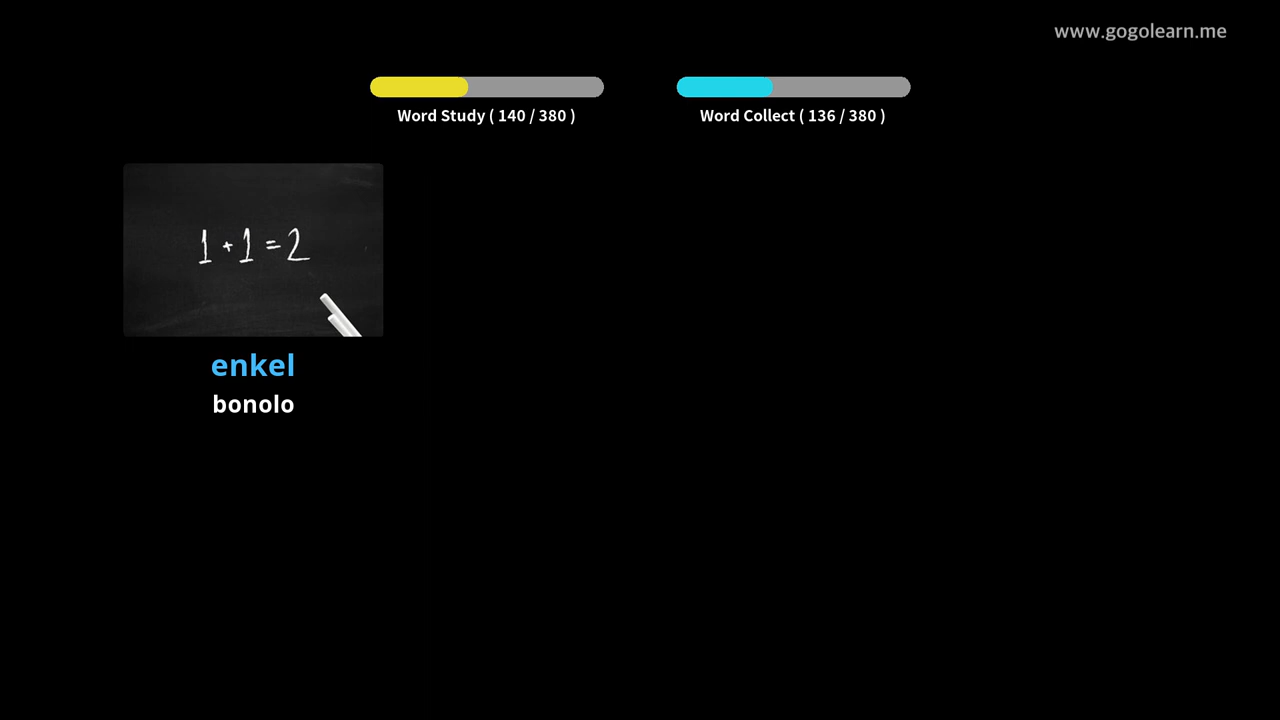 www.gogolearn.me
Word Study ( 140 / 380 )
Word Collect ( 136 / 380 )
1 + 1 = 2
enkel
bonolo